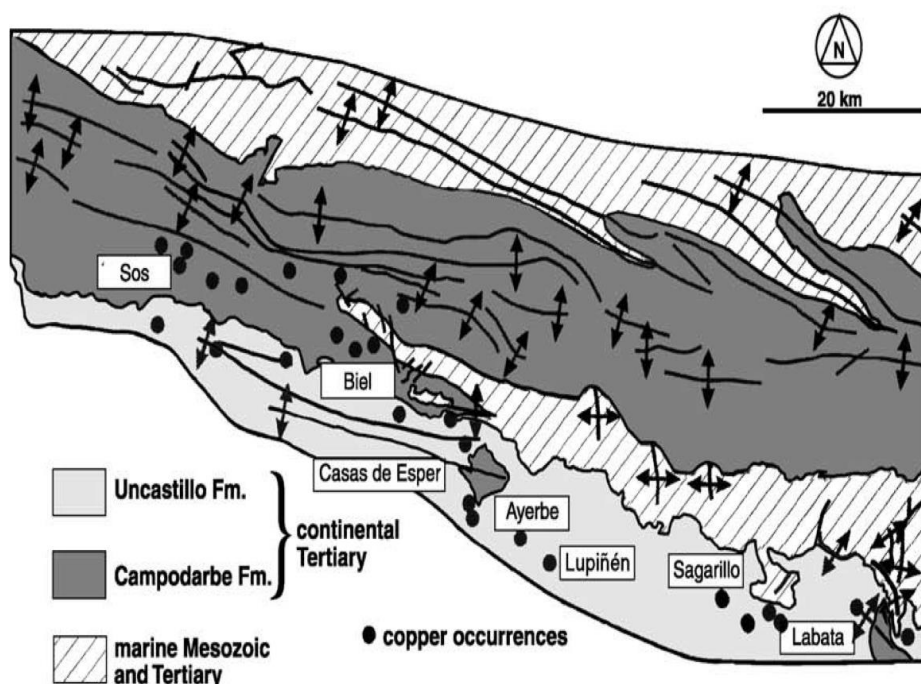 N
20 km
Sos
Biel
Casas de Esper
Ayerbe
Lupiñén
Sagarillo
Labata
Uncastillo Fm.
Campodarbe Fm.
continental
Tertiary
marine Mesozoic
and Tertiary
copper occurrences